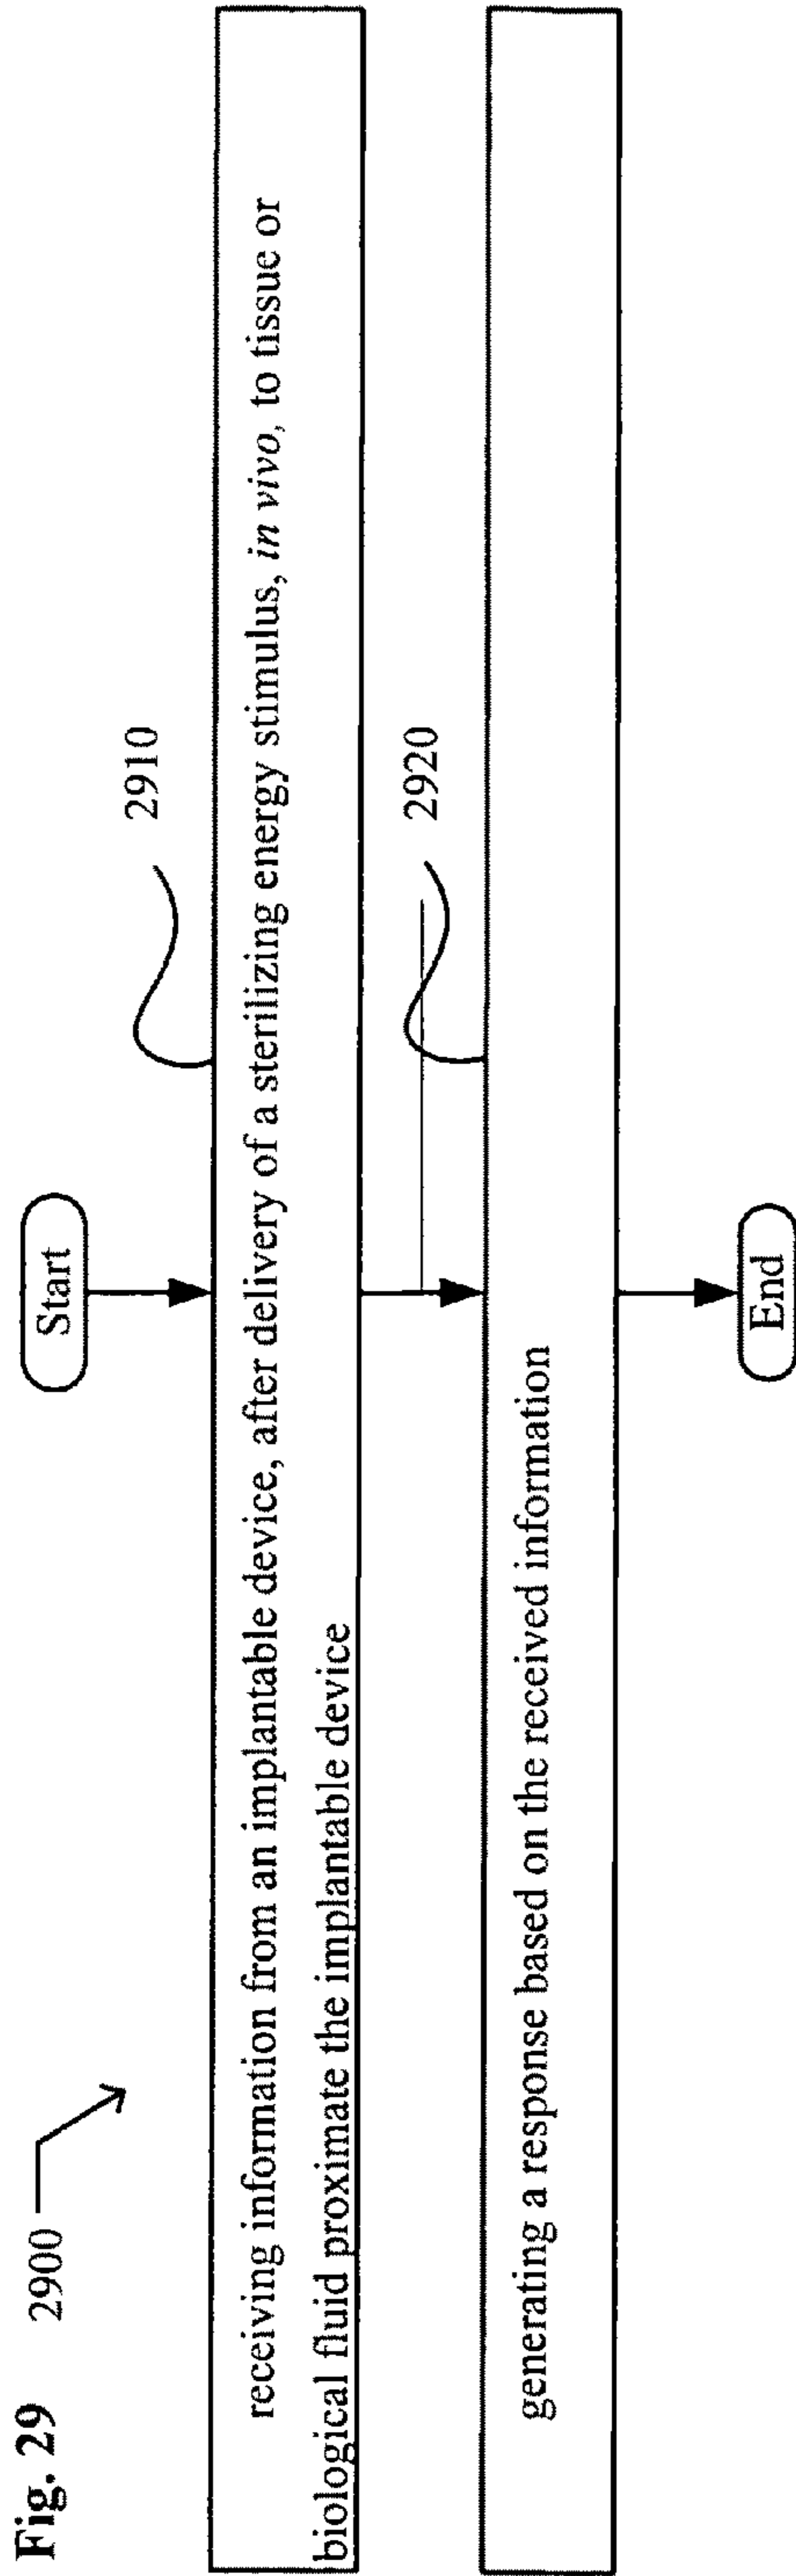 Fig. 29
2900
Start
2910
receiving information from an implantable device, after delivery of a sterilizing energy stimulus, in vivo, to tissue or
biological fluid proximate the implantable device
2920
generating a response based on the received information
End